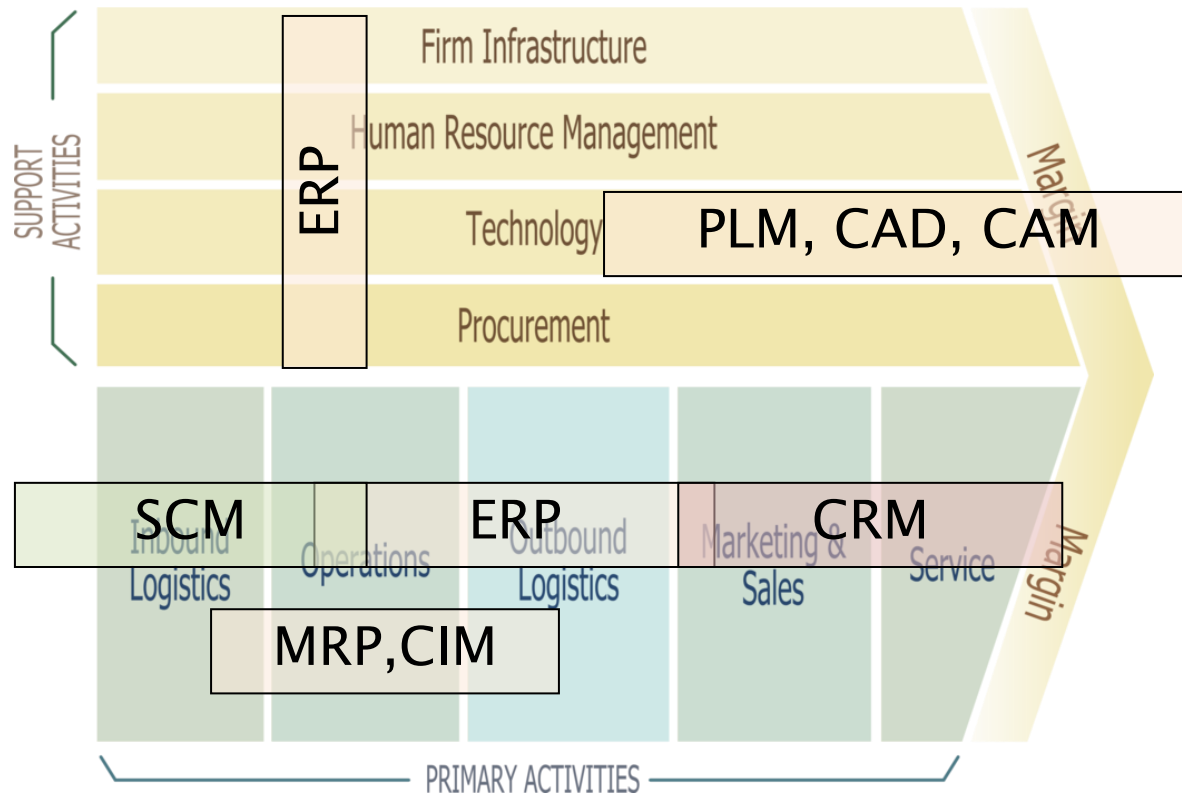 Firm Infrastructure
SUPPORT
ACTIVITIES
ERP
Human Resource Management
Margin
Technology
PLM, CAD, CAM
Procurement
SCM
ERP
CRM
Inbound
Logistics
Operations
Outbound
Logistics
Marketing &
Sales
Service
Margin
MRP,CIM
PRIMARY ACTIVITIES